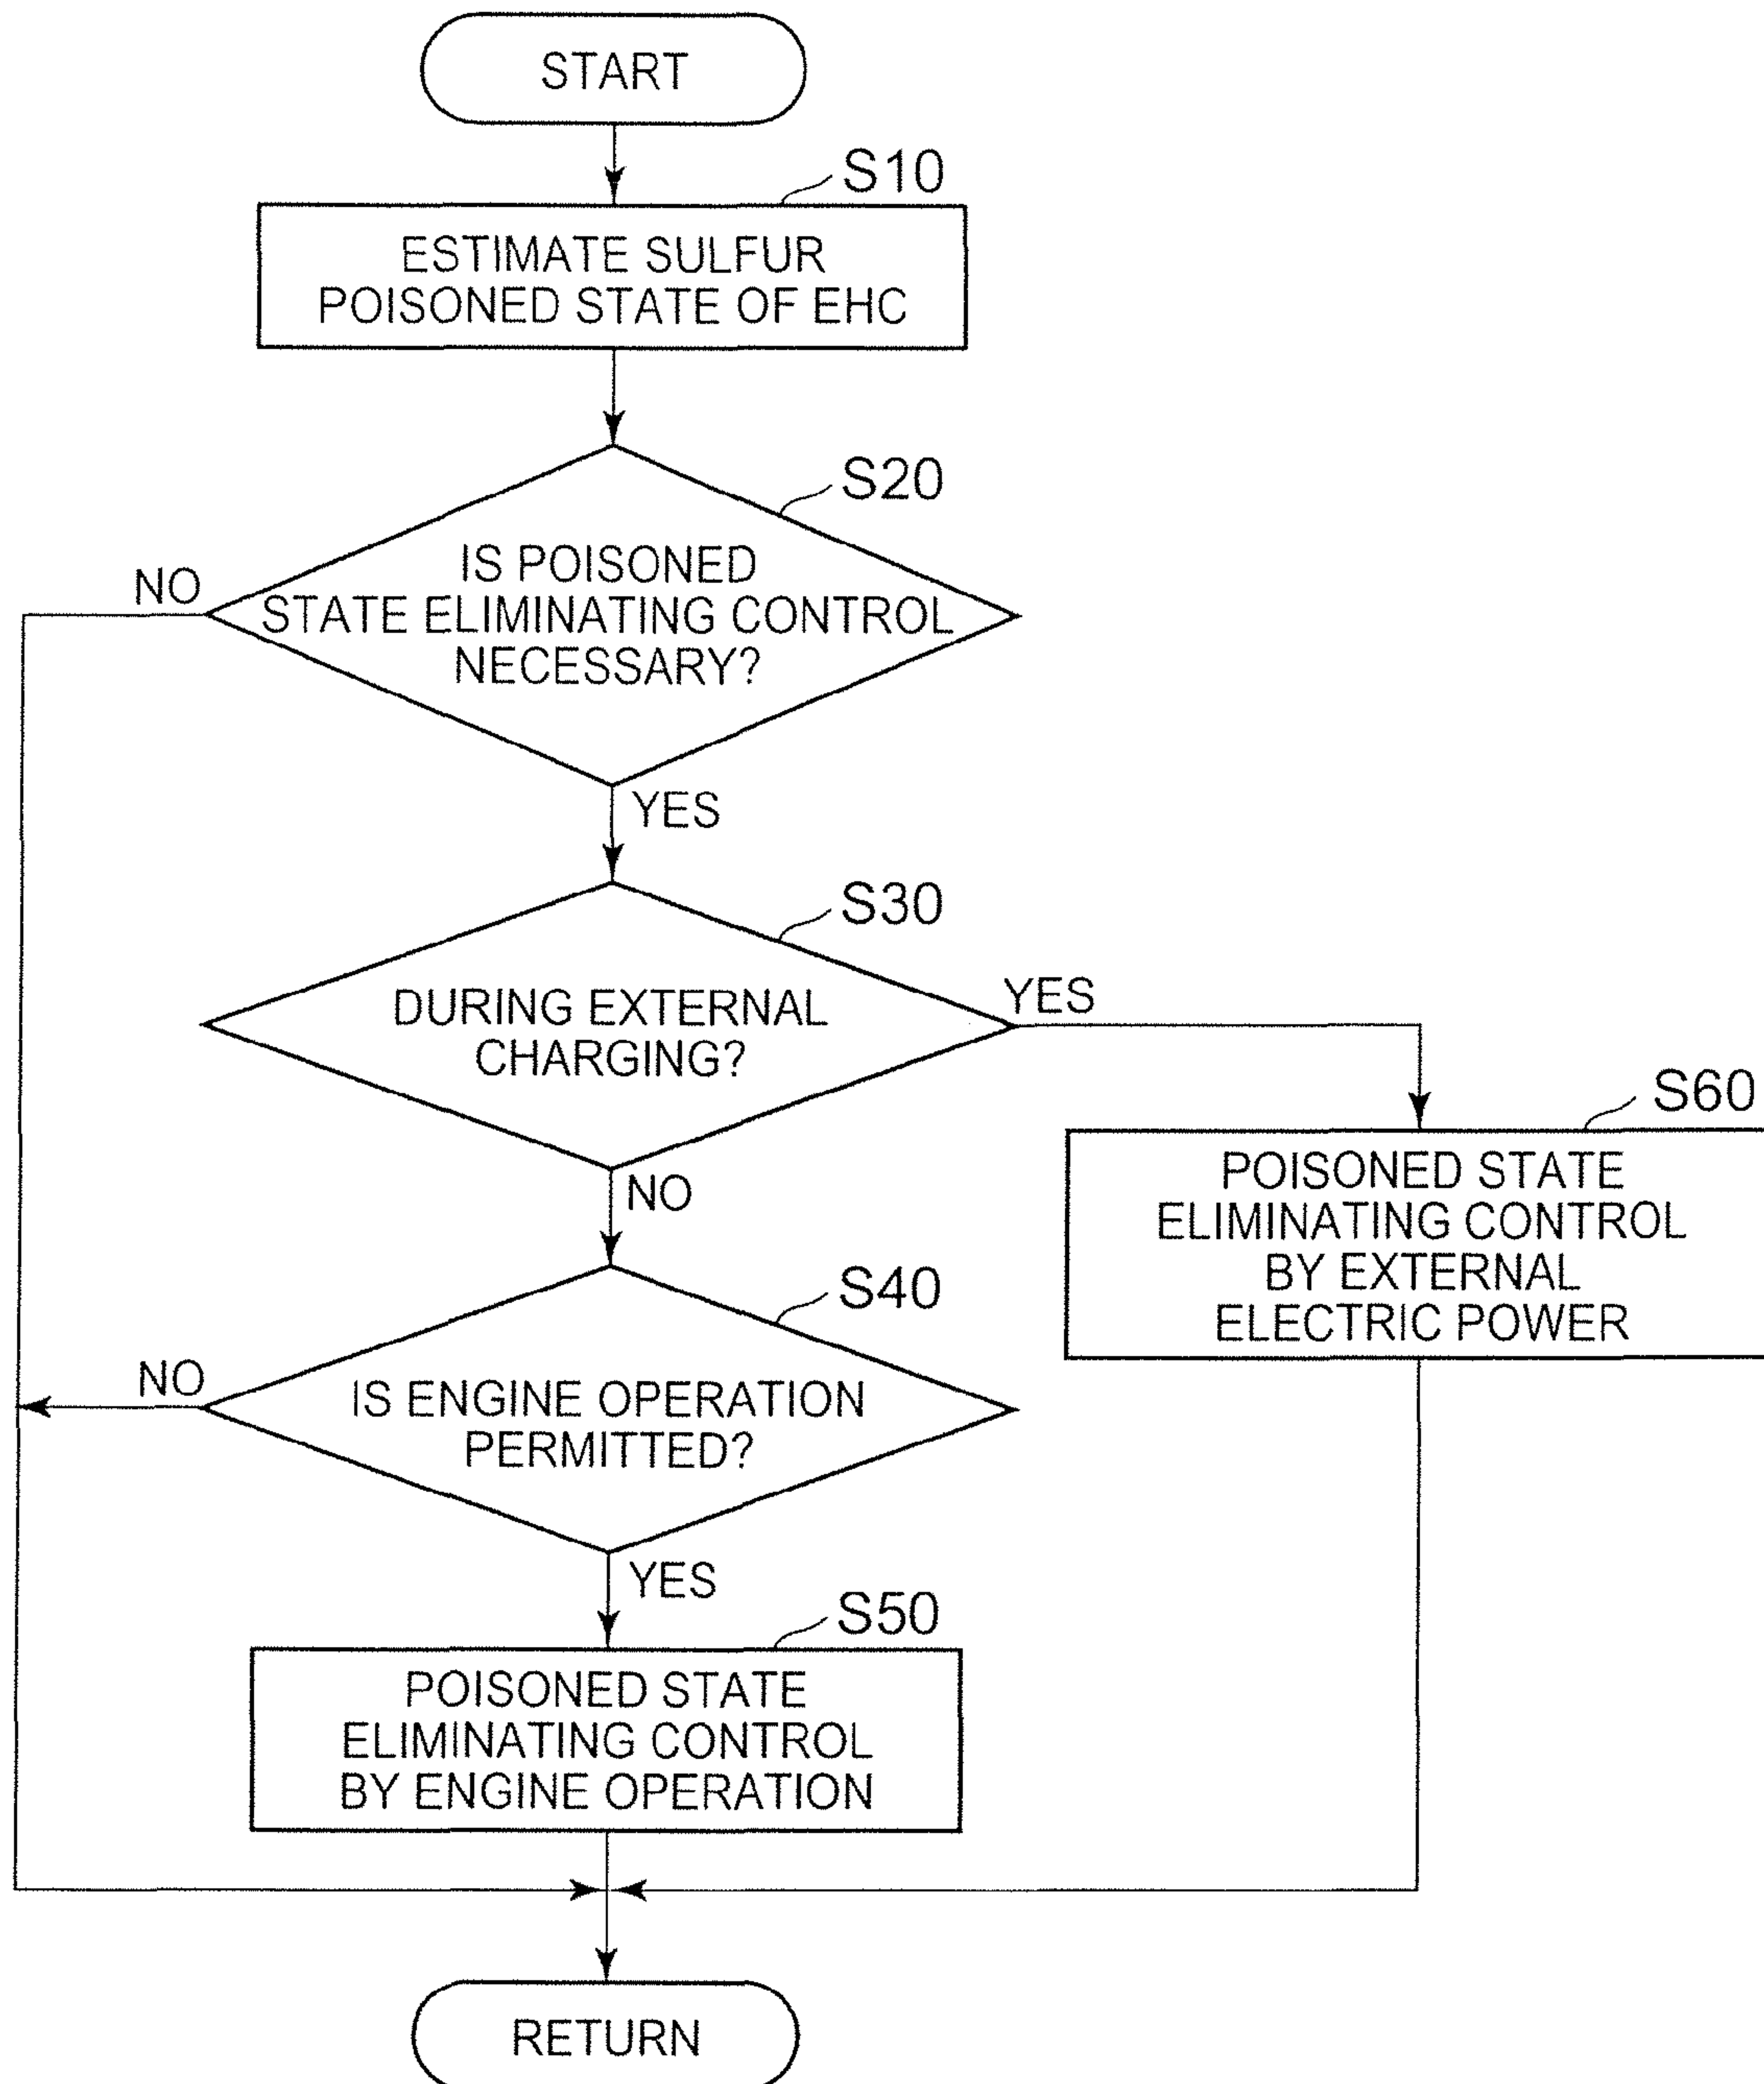 START
S10
ESTIMATE SULFUR
POISONED STATE OF EHC
S20
IS POISONED
STATE ELIMINATING CONTROL
NECESSARY?
NO
YES
S30
DURING EXTERNAL
CHARGING?
YES
NO
S60
POISONED STATE
ELIMINATING CONTROL
BY EXTERNAL
ELECTRIC POWER
S40
IS ENGINE OPERATION
PERMITTED?
NO
YES
S50
POISONED STATE
ELIMINATING CONTROL
BY ENGINE OPERATION
RETURN